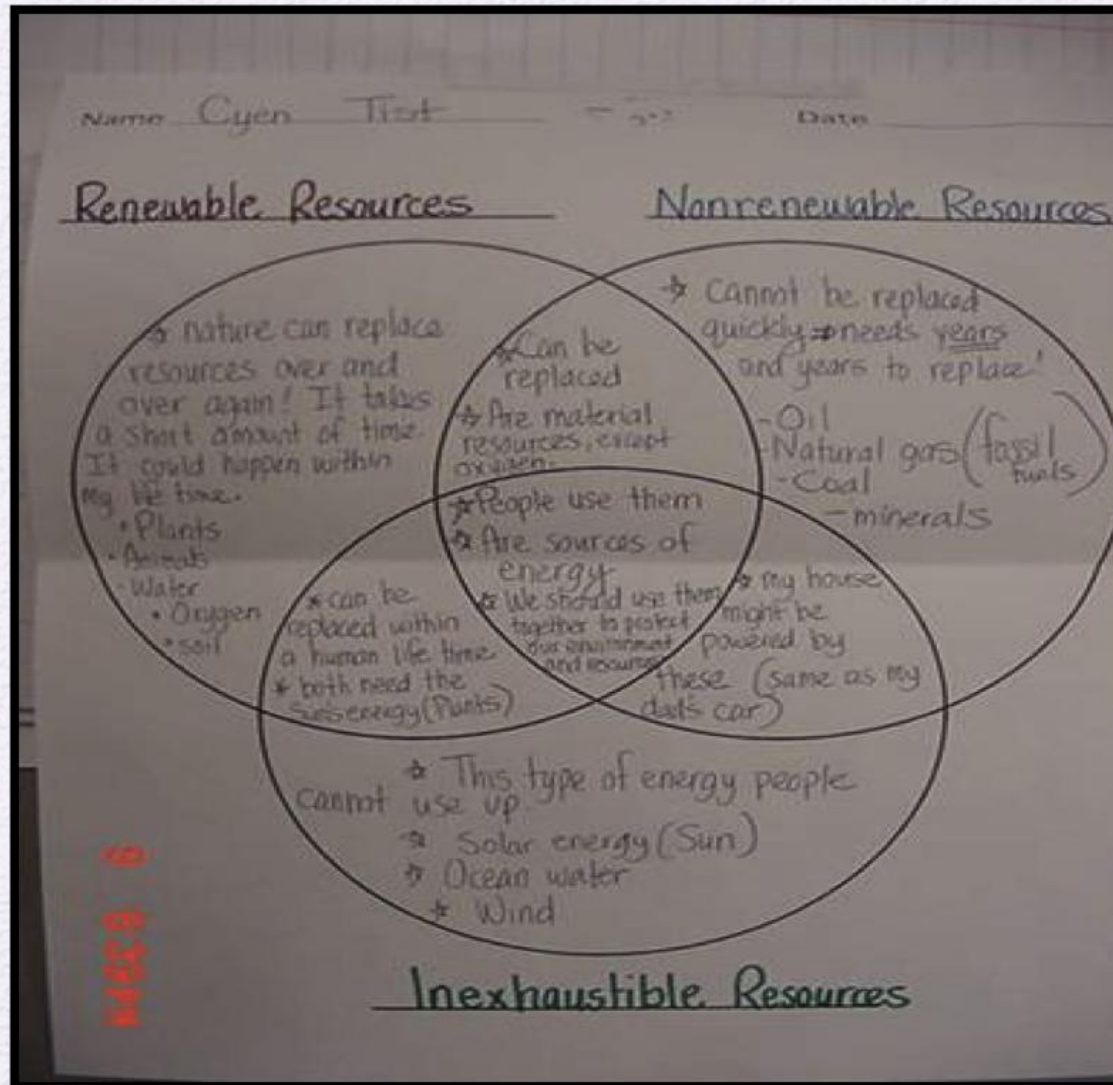 Name Cyen Tist Date
Renewable Resources
Nonrenewable Resources
☆ nature can replace
resources over and
over again! It takes
a short amount of time.
It could happen within
my life time.
• Plants
• Animals
- Water
• Oxygen
• soil
☆ Can be
replaced
☆ Are material
resources, except
oxygen.
☆ cannot be replaced
quickly ⇒ needs years
and years to replace!
- Oil
- Natural gas (fossil
fuels)
- Coal
- minerals
☆ People use them
☆ Are sources of
energy
☆ We should use them
together to protect
our environment
and resources
* can be
replaced within
a human life time
* both need the
sun's energy (Plants)
☆ my house
might be
powered by
these (same as my
dad's car)
☆ This type of energy people
cannot use up
☆ Solar energy (Sun)
☆ Ocean water
☆ Wind
Inexhaustible Resources